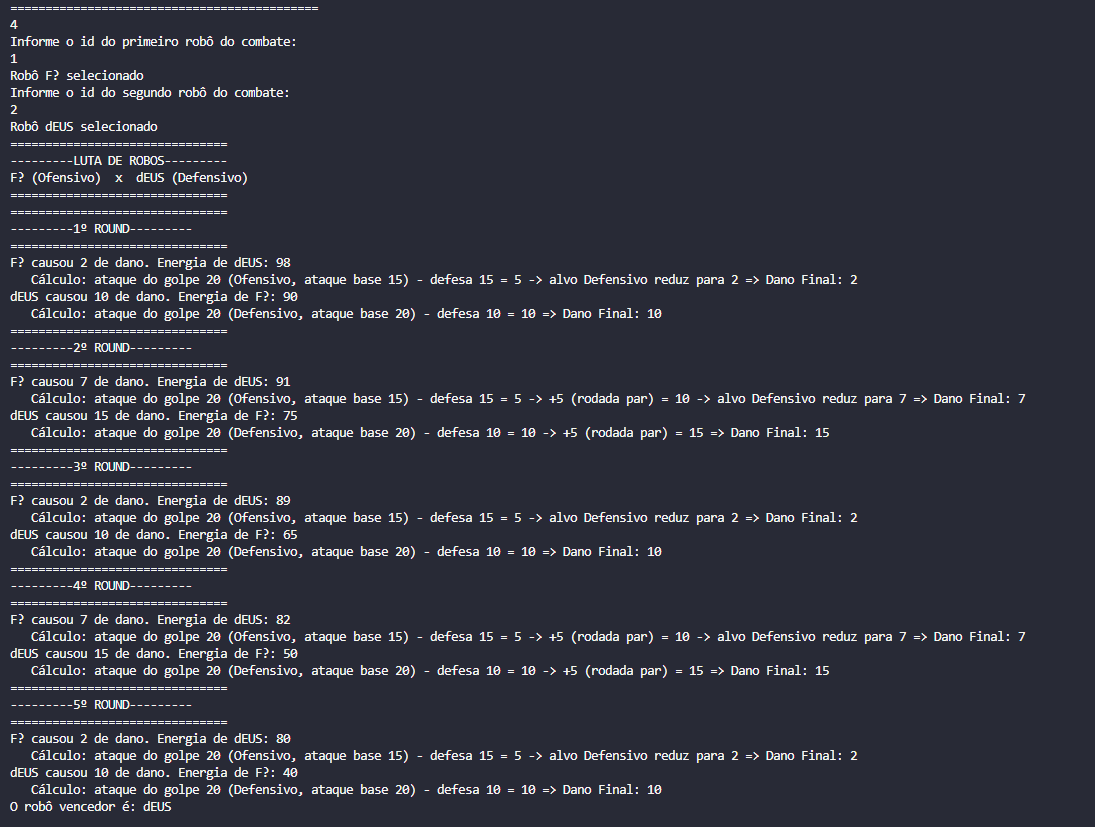 ============================================
4
Informe o id do primeiro robô do combate:
1
Robô F? selecionado
Informe o id do segundo robô do combate:
2
Robô dEUS selecionado
===============================
---------LUTA DE ROBOS---------
F? (Ofensivo)  x  dEUS (Defensivo)
===============================
===============================
---------1º ROUND---------
===============================
F? causou 2 de dano. Energia de dEUS: 98
   Cálculo: ataque do golpe 20 (Ofensivo, ataque base 15) - defesa 15 = 5 -> alvo Defensivo reduz para 2 => Dano Final: 2
dEUS causou 10 de dano. Energia de F?: 90
   Cálculo: ataque do golpe 20 (Defensivo, ataque base 20) - defesa 10 = 10 => Dano Final: 10
===============================
---------2º ROUND---------
===============================
F? causou 7 de dano. Energia de dEUS: 91
   Cálculo: ataque do golpe 20 (Ofensivo, ataque base 15) - defesa 15 = 5 -> +5 (rodada par) = 10 -> alvo Defensivo reduz para 7 => Dano Final: 7
dEUS causou 15 de dano. Energia de F?: 75
   Cálculo: ataque do golpe 20 (Defensivo, ataque base 20) - defesa 10 = 10 -> +5 (rodada par) = 15 => Dano Final: 15
===============================
---------3º ROUND---------
===============================
F? causou 2 de dano. Energia de dEUS: 89
   Cálculo: ataque do golpe 20 (Ofensivo, ataque base 15) - defesa 15 = 5 -> alvo Defensivo reduz para 2 => Dano Final: 2
dEUS causou 10 de dano. Energia de F?: 65
   Cálculo: ataque do golpe 20 (Defensivo, ataque base 20) - defesa 10 = 10 => Dano Final: 10
===============================
---------4º ROUND---------
===============================
F? causou 7 de dano. Energia de dEUS: 82
   Cálculo: ataque do golpe 20 (Ofensivo, ataque base 15) - defesa 15 = 5 -> +5 (rodada par) = 10 -> alvo Defensivo reduz para 7 => Dano Final: 7
dEUS causou 15 de dano. Energia de F?: 50
   Cálculo: ataque do golpe 20 (Defensivo, ataque base 20) - defesa 10 = 10 -> +5 (rodada par) = 15 => Dano Final: 15
===============================
---------5º ROUND---------
===============================
F? causou 2 de dano. Energia de dEUS: 80
   Cálculo: ataque do golpe 20 (Ofensivo, ataque base 15) - defesa 15 = 5 -> alvo Defensivo reduz para 2 => Dano Final: 2
dEUS causou 10 de dano. Energia de F?: 40
   Cálculo: ataque do golpe 20 (Defensivo, ataque base 20) - defesa 10 = 10 => Dano Final: 10
O robô vencedor é: dEUS